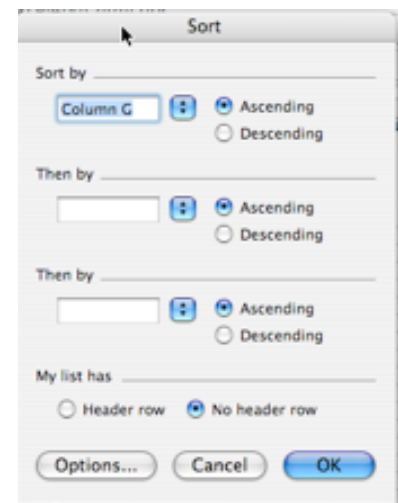 Sort
Sort by
Column G
Ascending
Descending
Then by
Ascending
Descending
Then by
Ascending
Descending
My list has
Header row
No header row
Options...
Cancel
OK